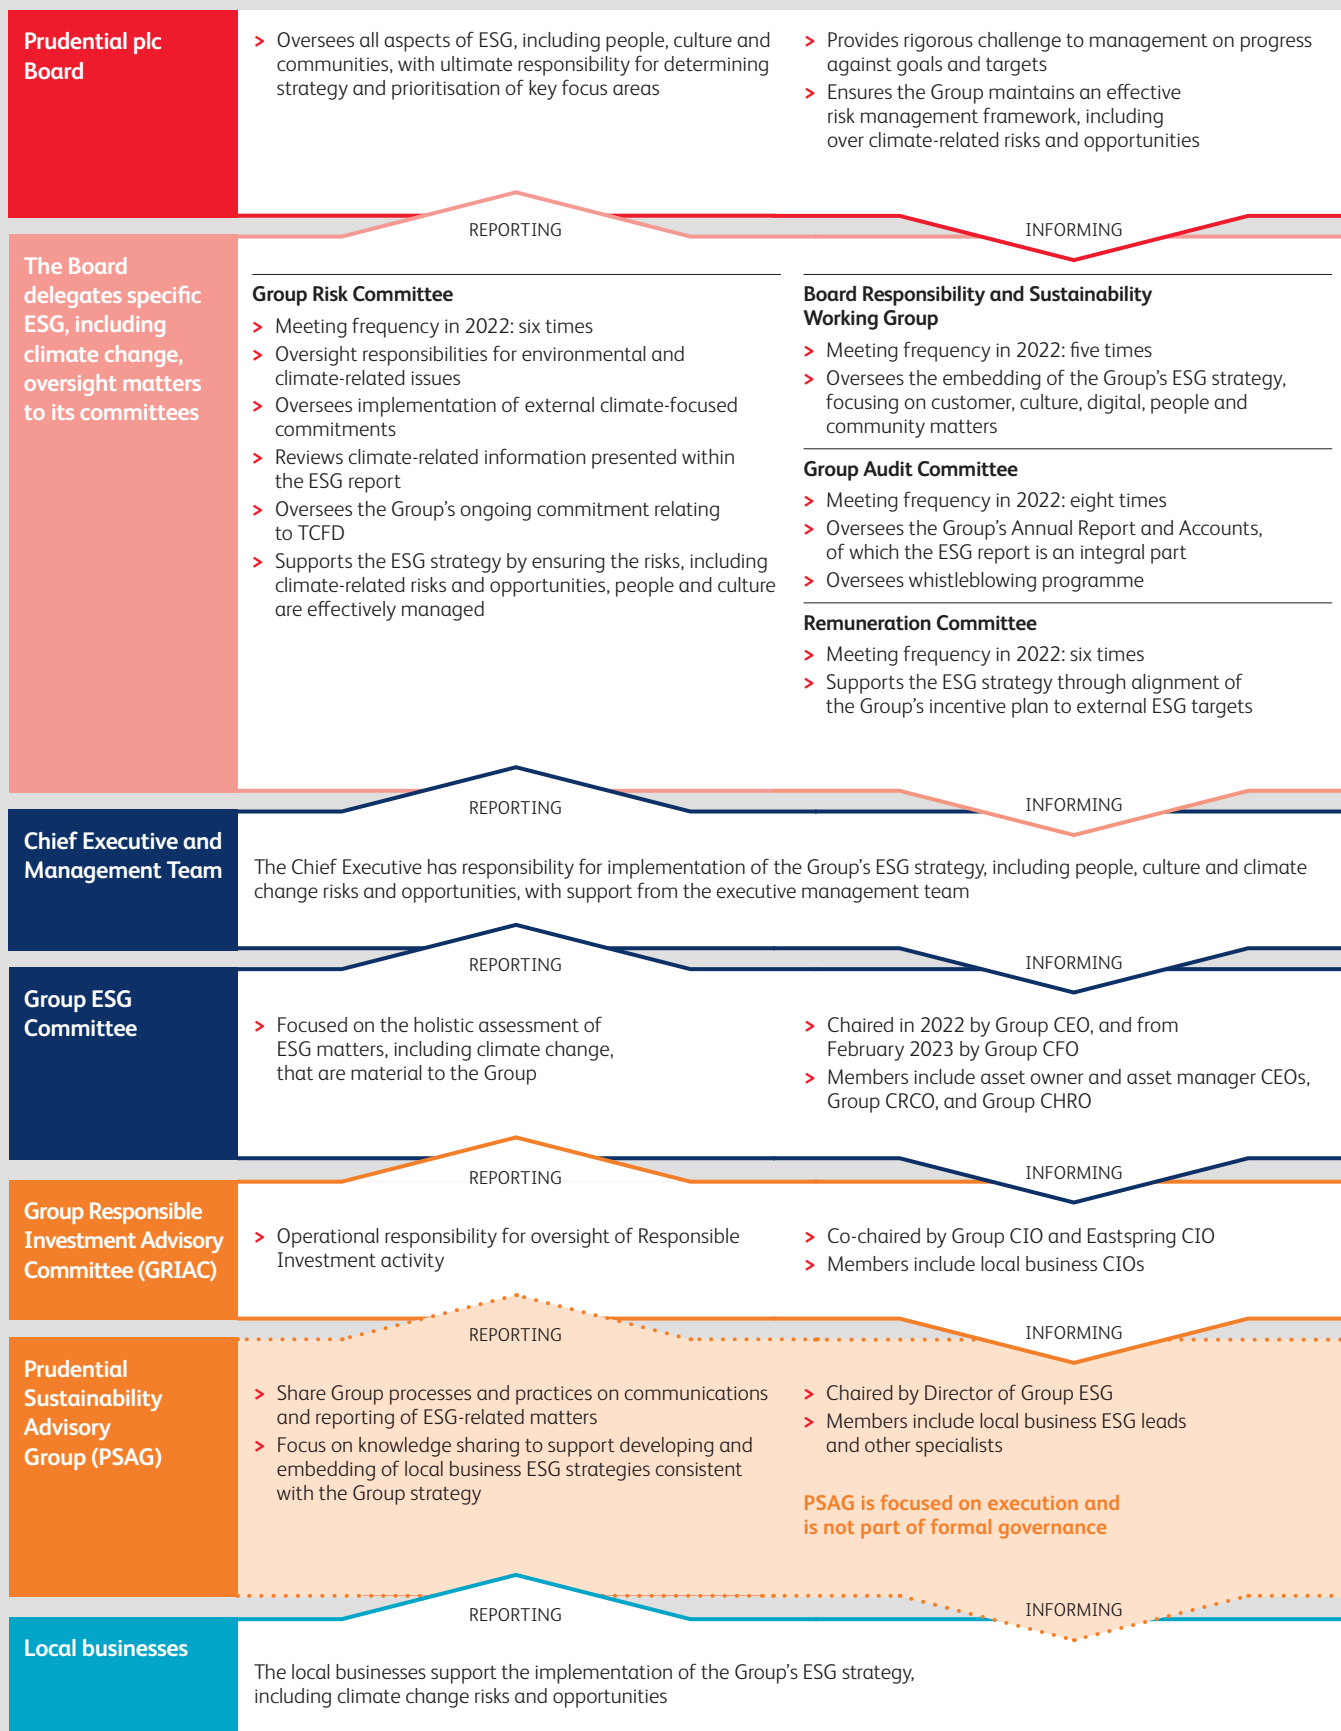 Prudential plc
Board
> Oversees all aspects of ESG, including people, culture and
communities, with ultimate responsibility for determining
strategy and prioritisation of key focus areas
> Provides rigorous challenge to management on progress
against goals and targets
> Ensures the Group maintains an effective
risk management framework, including
over climate-related risks and opportunities
REPORTING
INFORMING
The Board
delegates specific
ESG, including
climate change,
oversight matters
to its committees
Group Risk Committee
> Meeting frequency in 2022: six times
> Oversight responsibilities for environmental and
climate-related issues
> Oversees implementation of external climate-focused
commitments
> Reviews climate-related information presented within
the ESG report
> Oversees the Group’s ongoing commitment relating
to TCFD
> Supports the ESG strategy by ensuring the risks, including
climate-related risks and opportunities, people and culture
are effectively managed
Board Responsibility and Sustainability
Working Group
> Meeting frequency in 2022: five times
> Oversees the embedding of the Group’s ESG strategy,
focusing on customer, culture, digital, people and
community matters
Group Audit Committee
> Meeting frequency in 2022: eight times
> Oversees the Group’s Annual Report and Accounts,
of which the ESG report is an integral part
> Oversees whistleblowing programme
Remuneration Committee
> Meeting frequency in 2022: six times
> Supports the ESG strategy through alignment of
the Group’s incentive plan to external ESG targets
REPORTING
INFORMING
Chief Executive and
Management Team
The Chief Executive has responsibility for implementation of the Group’s ESG strategy, including people, culture and climate
change risks and opportunities, with support from the executive management team
REPORTING
INFORMING
Group ESG
Committee
> Focused on the holistic assessment of
ESG matters, including climate change,
that are material to the Group
> Chaired in 2022 by Group CEO, and from
February 2023 by Group CFO
> Members include asset owner and asset manager CEOs,
Group CRCO, and Group CHRO
REPORTING
INFORMING
Group Responsible
Investment Advisory
Committee (GRIAC)
> Operational responsibility for oversight of Responsible
Investment activity
> Co-chaired by Group CIO and Eastspring CIO
> Members include local business CIOs
REPORTING
INFORMING
Prudential
Sustainability
Advisory
Group (PSAG)
> Share Group processes and practices on communications
and reporting of ESG-related matters
> Focus on knowledge sharing to support developing and
embedding of local business ESG strategies consistent
with the Group strategy
> Chaired by Director of Group ESG
> Members include local business ESG leads
and other specialists
PSAG is focused on execution and
is not part of formal governance
REPORTING
INFORMING
Local businesses
The local businesses support the implementation of the Group’s ESG strategy,
including climate change risks and opportunities